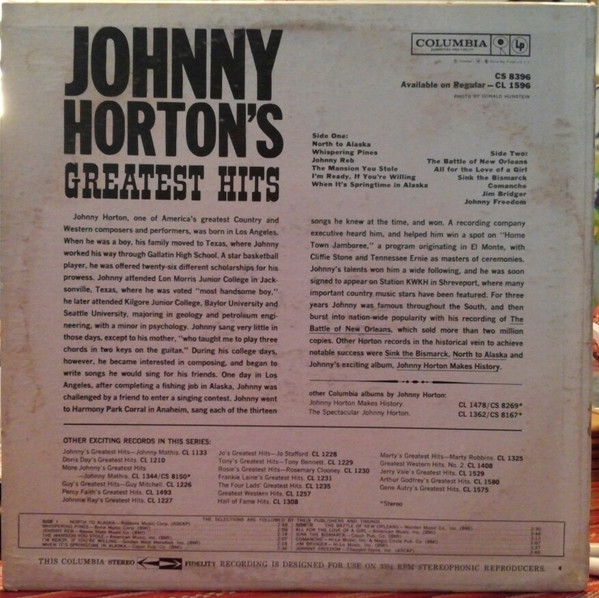 JOHNNY
HORTON'S
GREATEST HITS
COLUMBIA LP
CS 8396
Available on Regular—CL 1596
PHOTO BY DONALD HUNSTEIN
Side One:
North to Alaska
Whispering Pines
Johnny Reb
The Mansion You Stole
I'm Ready, If You're Willing
When It's Springtime in Alaska
Side Two:
The Battle of New Orleans
All for the Love of a Girl
Sink the Bismarck
Comanche
Jim Bridger
Johnny Freedom
Johnny Horton, one of America's greatest Country and
Western composers and performers, was born in Los Angeles.
When he was a boy, his family moved to Texas, where Johnny
worked his way through Gallatin High School. A star basketball
player, he was offered twenty-six different scholarships for his
prowess. Johnny attended Lon Morris Junior College in Jack-
sonville, Texas, where he was voted "most handsome boy,"
he later attended Kilgore Junior College, Baylor University and
Seattle University, majoring in geology and petroleum engi-
neering, with a minor in psychology. Johnny sang very little in
those days, except to his mother, "who taught me to play three
chords in two keys on the guitar." During his college days,
however, he became interested in composing, and began to
write songs he would sing for his friends. One day in Los
Angeles, after completing a fishing job in Alaska, Johnny was
challenged by a friend to enter a singing contest. Johnny went
to Harmony Park Corral in Anaheim, sang each of the thirteen
songs he knew at the time, and won. A recording company
executive heard him, and helped him win a spot on "Home
Town Jamboree," a program originating in El Monte, with
Cliffie Stone and Tennessee Ernie as masters of ceremonies.
Johnny's talents won him a wide following, and he was soon
signed to appear on Station KWKH in Shreveport, where many
important country music stars have been featured. For three
years Johnny was famous throughout the South, and then
burst into nation-wide popularity with his recording of The
Battle of New Orleans, which sold more than two million
copies. Other Horton records in the historical vein to achieve
notable success were Sink the Bismarck, North to Alaska and
Johnny's exciting album, Johnny Horton Makes History.
other Columbia albums by Johnny Horton:
Johnny Horton Makes History CL 1478/CS 8269*
The Spectacular Johnny Horton. CL 1362/CS 8167*
OTHER EXCITING RECORDS IN THIS SERIES:
Johnny's Greatest Hits—Johnny Mathis. CL 1133
Doris Day's Greatest Hits. CL 1210
More Johnny's Greatest Hits
—Johnny Mathis. CL 1344/CS 8150*
Guy's Greatest Hits—Guy Mitchell. CL 1226
Percy Faith's Greatest Hits. CL 1493
Johnnie Ray's Greatest Hits. CL 1227
Jo's Greatest Hits—Jo Stafford. CL 1228
Tony's Greatest Hits—Tony Bennett. CL 1229
Rosie's Greatest Hits—Rosemary Clooney. CL 1230
Frankie Laine's Greatest Hits. CL 1231
The Four Lads' Greatest Hits. CL 1235
Greatest Western Hits. CL 1257
Hall of Fame Hits. CL 1308
Marty's Greatest Hits—Marty Robbins. CL 1325
Greatest Western Hits. No. 2. CL 1408
Jerry Vale's Greatest Hits. CL 1529
Arthur Godfrey's Greatest Hits. CL 1580
Gene Autry's Greatest Hits. CL 1575
*Stereo
THE SELECTIONS ARE FOLLOWED BY THEIR PUBLISHERS AND TIMINGS
THIS COLUMBIA STEREO FIDELITY RECORDING IS DESIGNED FOR USE ON 33⅓ RPM STEREOPHONIC REPRODUCERS. 4